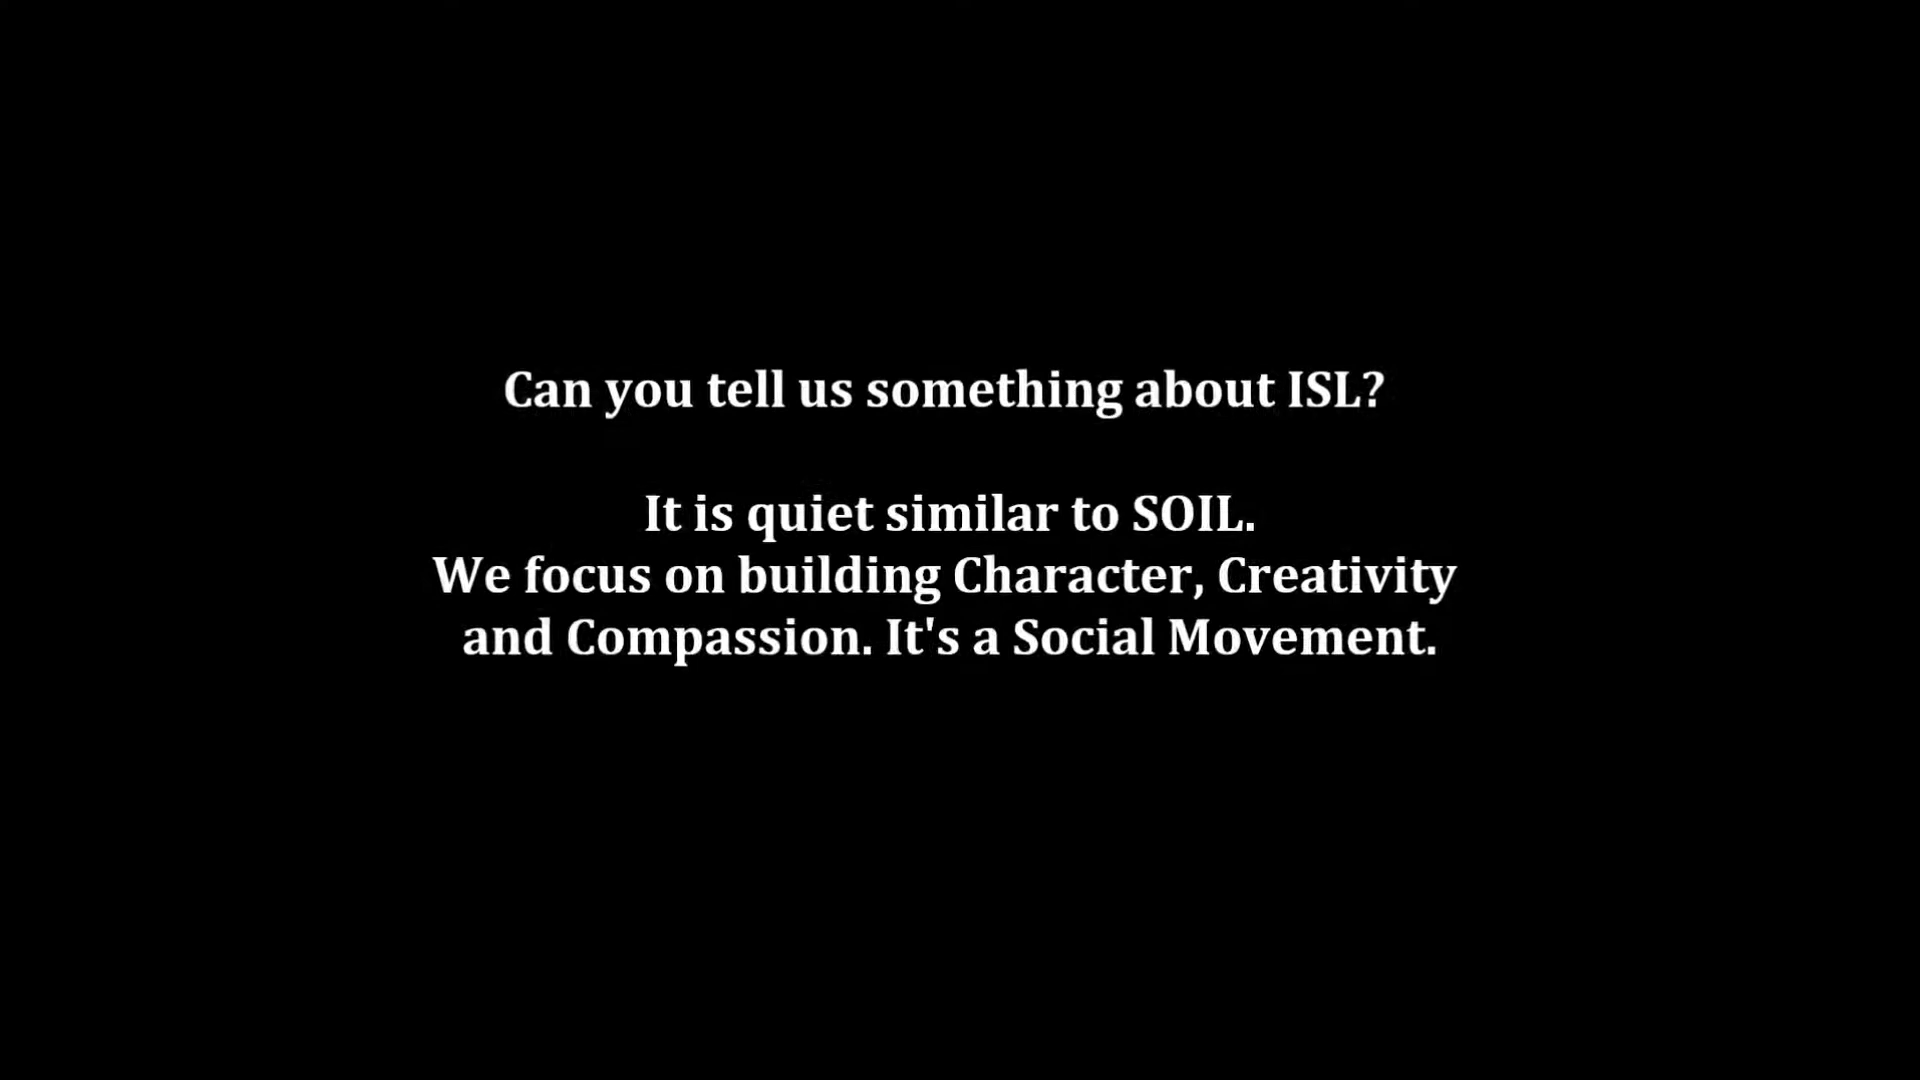 Can you tell us something about ISL?
It is quiet similar to SOIL.
We focus on building Character, Creativity
and Compassion. It's a Social Movement.